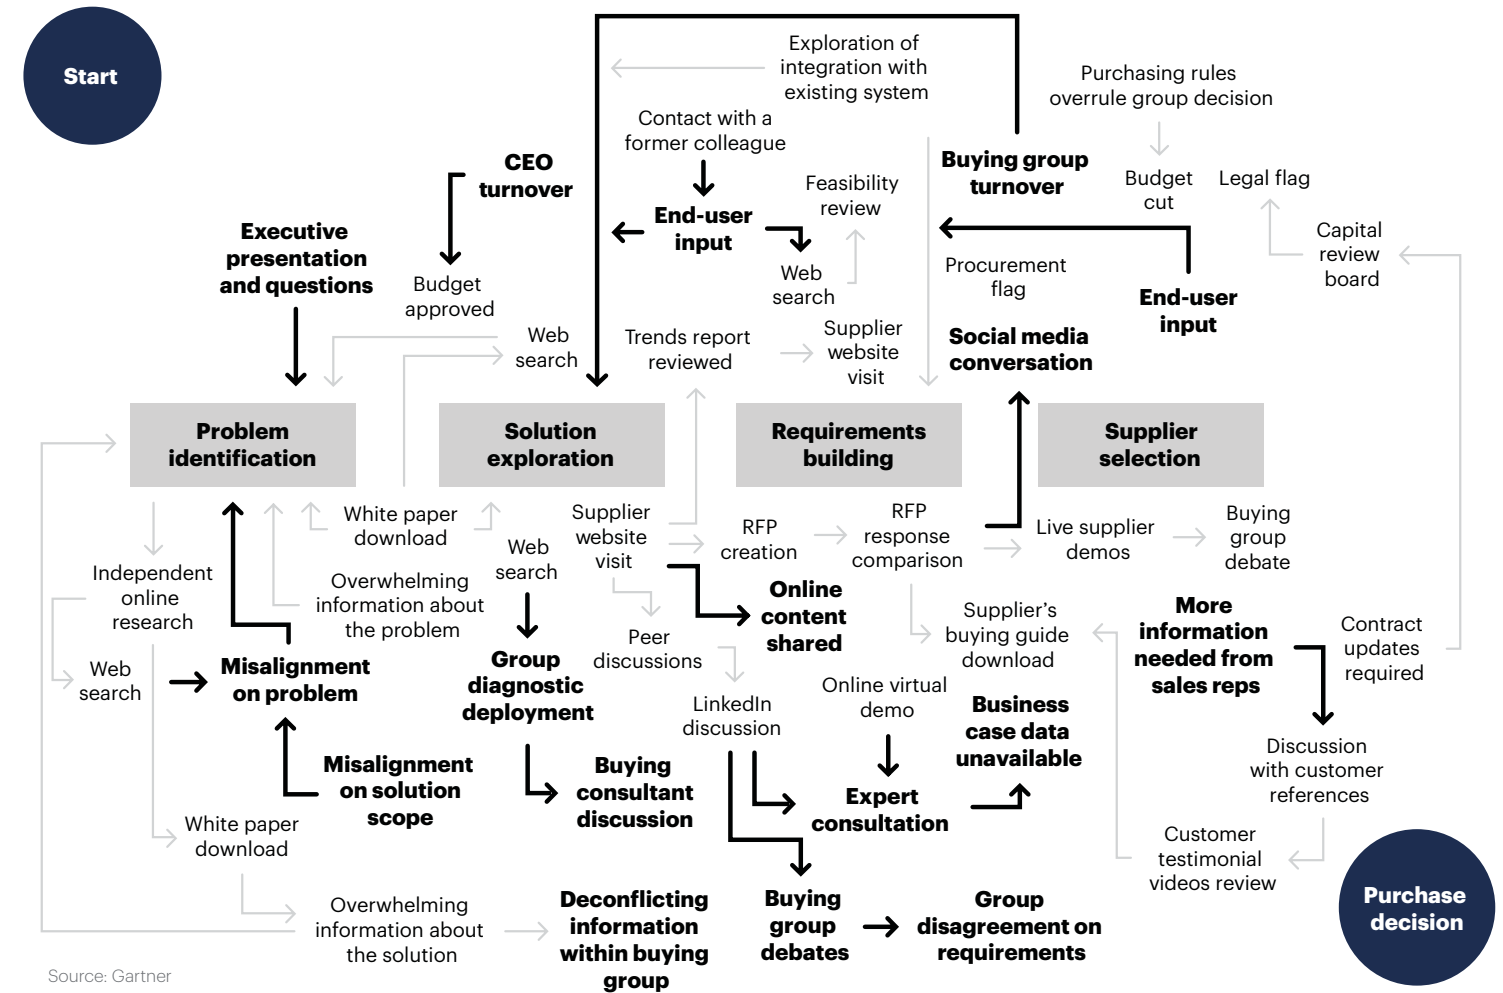 Start
Exploration of
integration with
existing system
Purchasing rules
overrule group decision
Contact with a
former colleague
CEO
turnover
Buying group
turnover
Feasibility
review
Budget
cut
Legal flag
End-user
input
Executive
presentation
and questions
Capital
review
board
Budget
approved
Web
search
Procurement
flag
End-user
input
Web
search
Trends report
reviewed
Supplier
website
visit
Social media
conversation
Problem
identification
Solution
exploration
Requirements
building
Supplier
selection
White paper
download
Supplier
website
visit
RFP
creation
RFP
response
comparison
Live supplier
demos
Buying
group
debate
Web
search
Independent
online
research
Overwhelming
information about
the problem
Online
content
shared
Supplier's
buying guide
download
More
information
needed from
sales reps
Contract
updates
required
Peer
discussions
Web
search
Misalignment
on problem
Group
diagnostic
deployment
LinkedIn
discussion
Online virtual
demo
Business
case data
unavailable
Discussion
with customer
references
Misalignment
on solution
scope
Buying
consultant
discussion
Expert
consultation
White paper
download
Customer
testimonial
videos review
Purchase
decision
Overwhelming
information about
the solution
Deconflicting
information
within buying
group
Buying
group
debates
Group
disagreement on
requirements
Source: Gartner